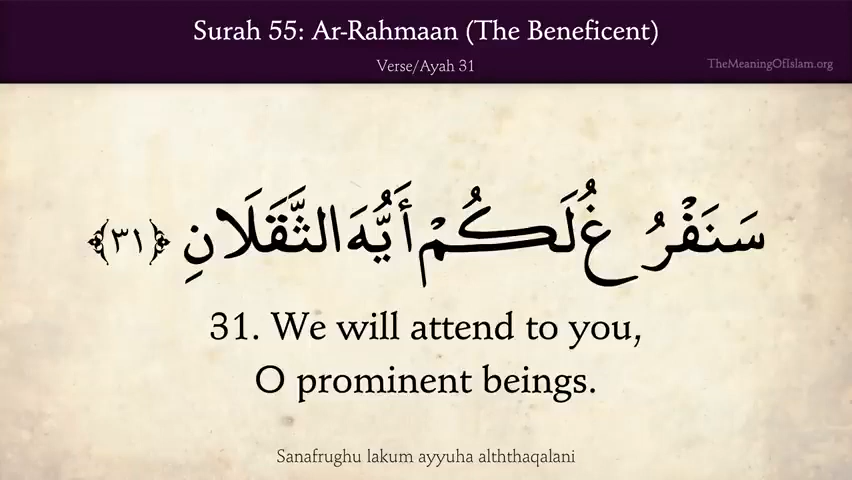 Surah 55: Ar-Rahmaan (The Beneficent)
Verse/Ayah 31
TheMeaningOfIslam.org
سَنَفْرُغُ لَكُمْ أَيُّهَ الثَّقَلَانِ ﴿٣١﴾
31. We will attend to you,
O prominent beings.
Sanafrughu lakum ayyuha alththaqalani